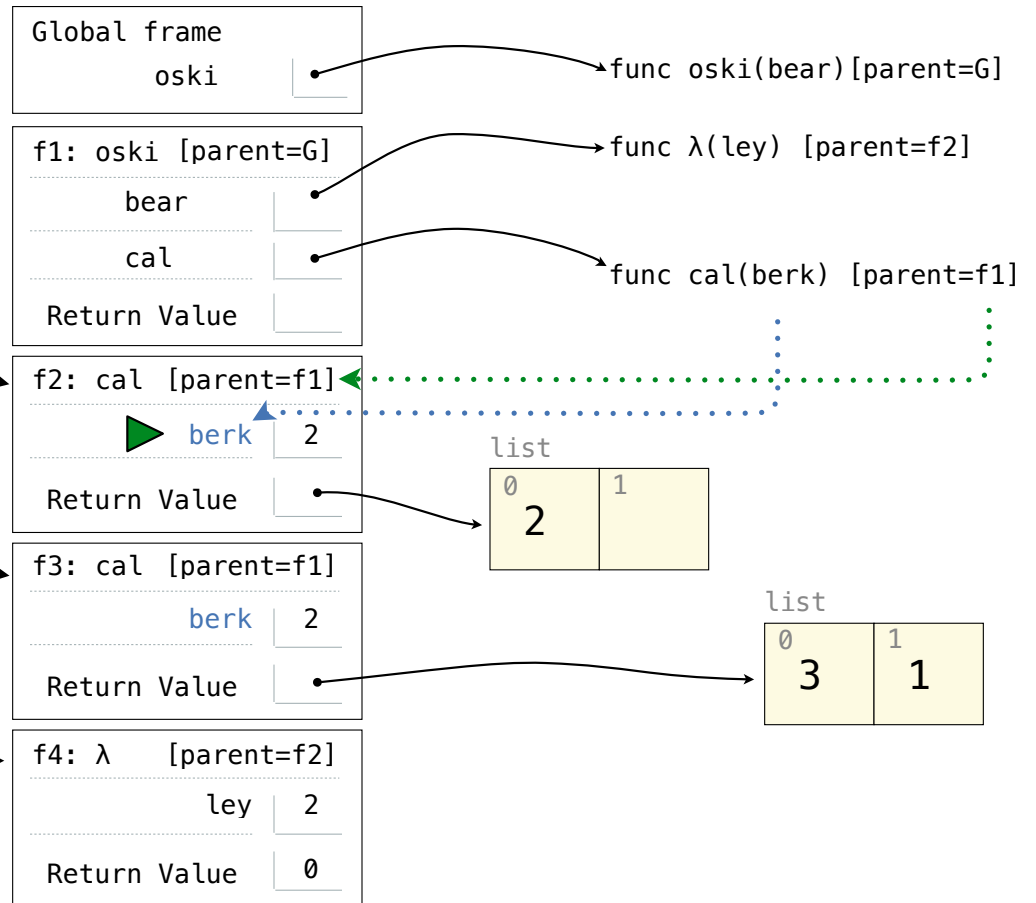 Global frame
oski
func oski(bear)[parent=G]
f1: oski [parent=G]
func λ(ley) [parent=f2]
bear
cal
func cal(berk) [parent=f1]
Return Value
f2: cal [parent=f1]
berk 2
list
0 1
2
Return Value
f3: cal [parent=f1]
berk 2
list
0 1
3 1
Return Value
f4: λ [parent=f2]
ley 2
Return Value 0